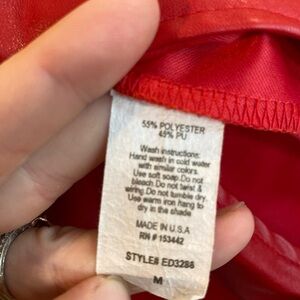 55% POLYESTER
45% PU
Wash instructions:
Hand wash in cold water
with similar colors.
Use soft soap.Do not
bleach.Do not twist &
wring.Do not tumble dry.
Use warm iron hang to
dry in the shade
MADE IN U.S.A
RN # 153442
STYLE# ED3286
M